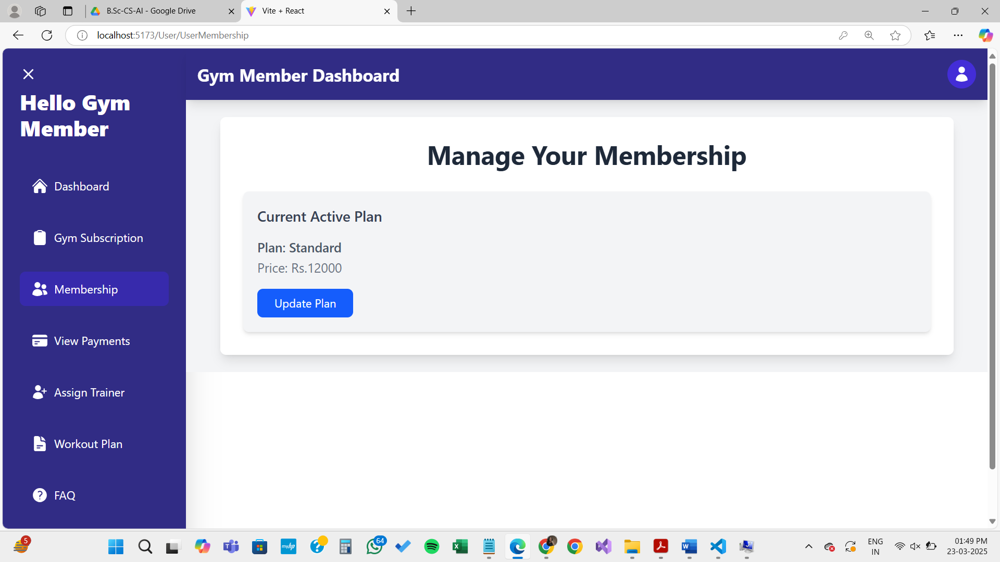 B.Sc-CS-AI - Google Drive
Vite + React
localhost:5173/User/UserMembership
Gym Member Dashboard
Hello Gym
Member
Dashboard
Gym Subscription
Membership
View Payments
Assign Trainer
Workout Plan
FAQ
Manage Your Membership
Current Active Plan
Plan: Standard
Price: Rs.12000
Update Plan
5
myhp
64
ENG
IN
01:49 PM
23-03-2025